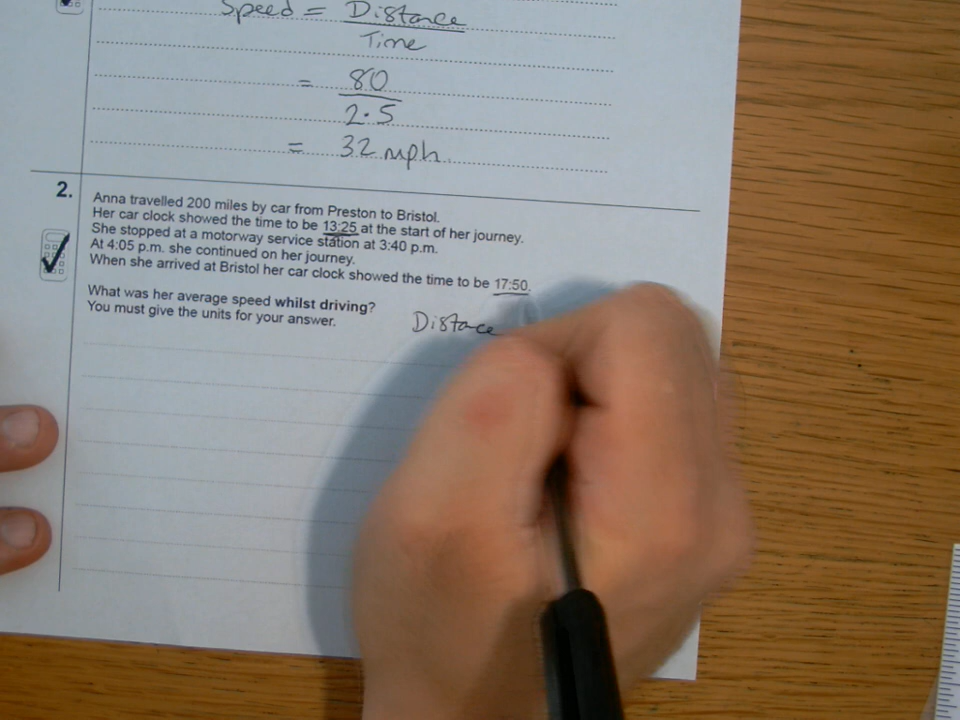 Speed = Distance
Time
= 80
2.5
= 32 mph.
2.
Anna travelled 200 miles by car from Preston to Bristol.
Her car clock showed the time to be 13:25 at the start of her journey.
She stopped at a motorway service station at 3:40 p.m.
At 4:05 p.m. she continued on her journey.
When she arrived at Bristol her car clock showed the time to be 17:50.
What was her average speed whilst driving?
You must give the units for your answer.
Distace